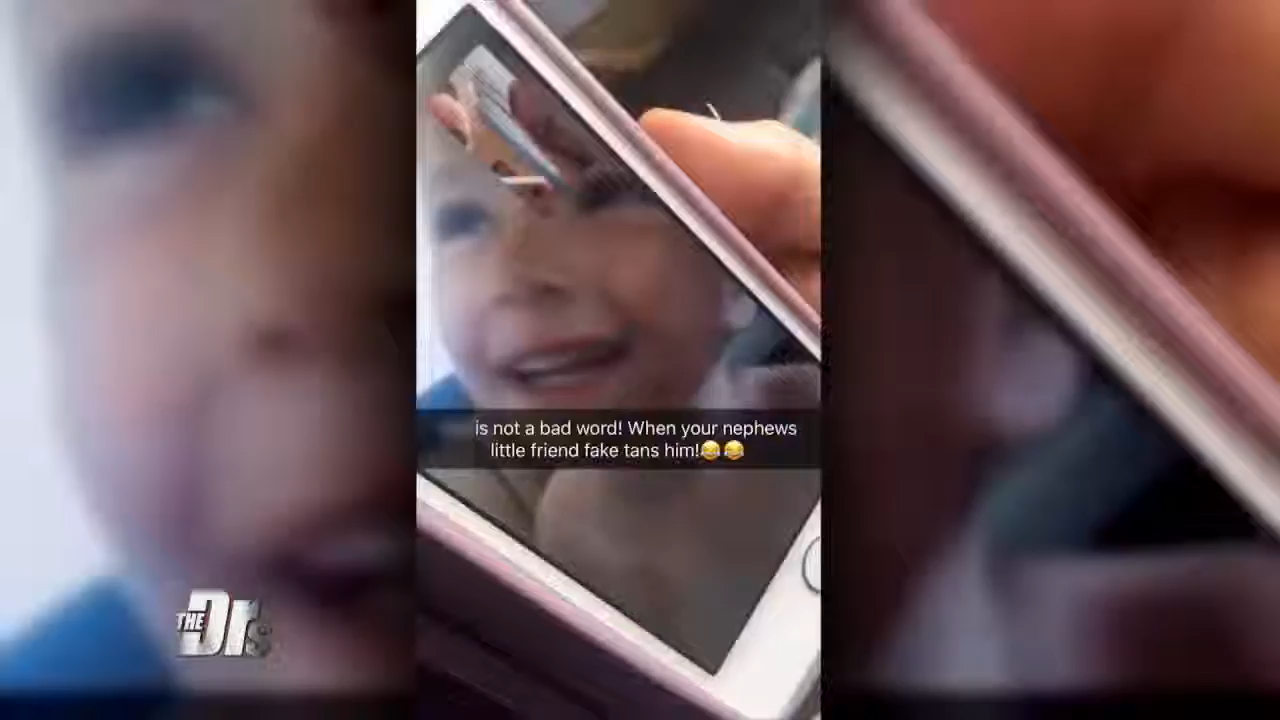 is not a bad word! When your nephews
little friend fake tans him!😂😂
THE
Drs